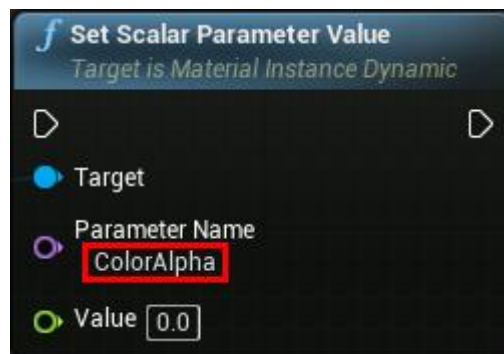 f Set Scalar Parameter Value
Target is Material Instance Dynamic
Target
Parameter Name
ColorAlpha
Value 0.0